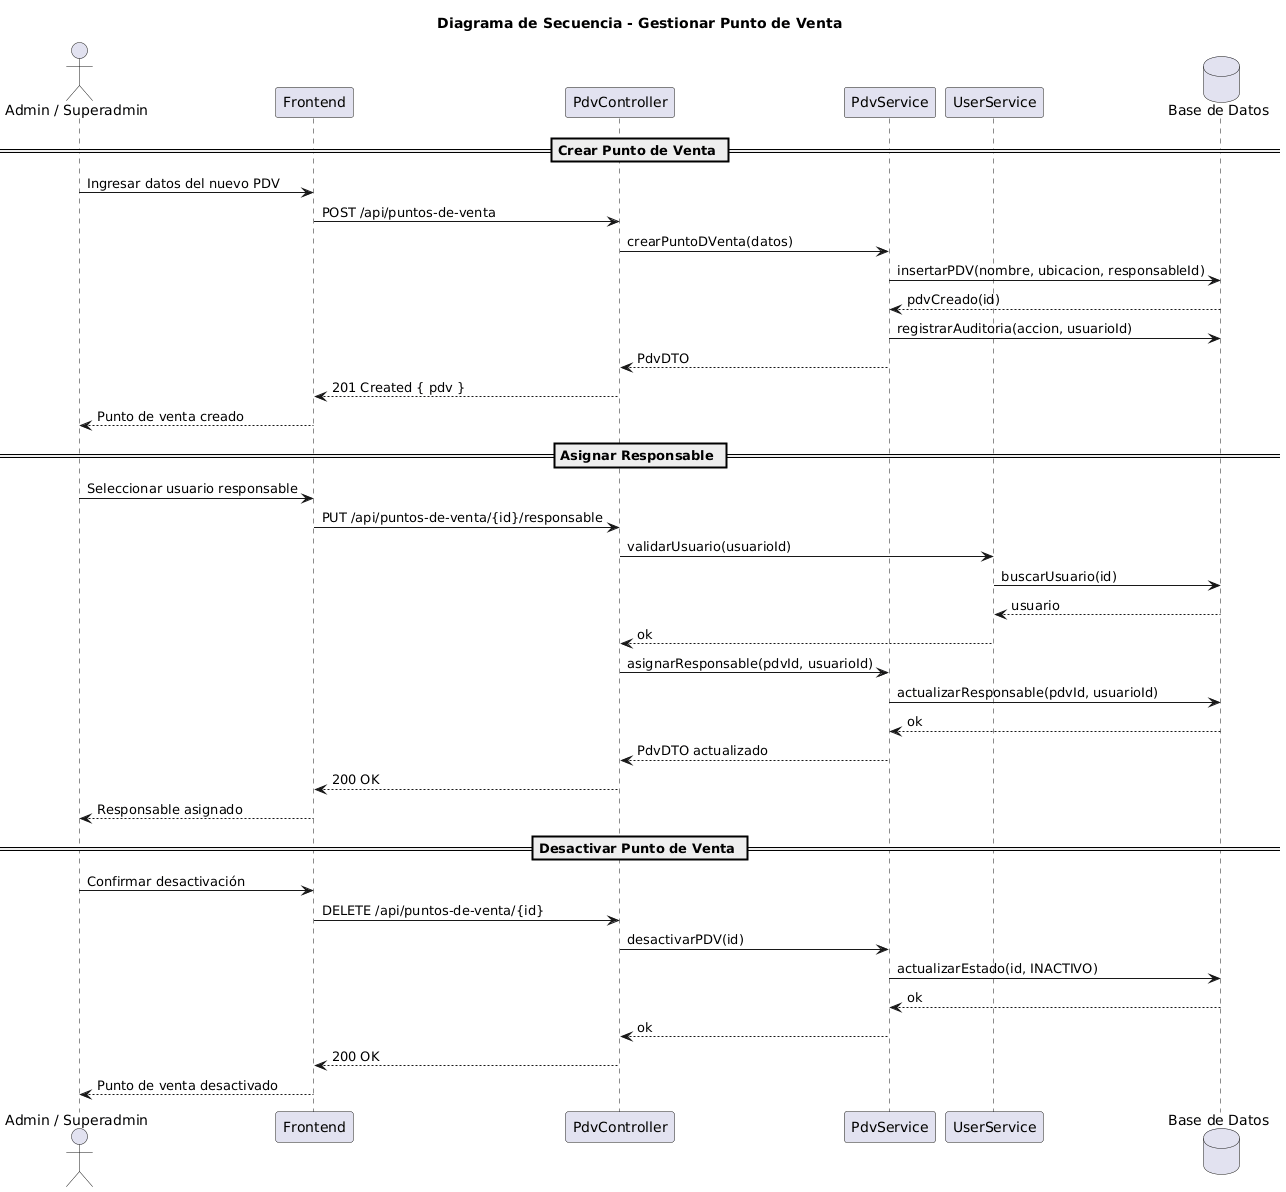 Diagrama de Secuencia - Gestionar Punto de Venta
Admin / Superadmin
Frontend
PdvController
PdvService
UserService
Base de Datos
Crear Punto de Venta
Ingresar datos del nuevo PDV
POST /api/puntos-de-venta
crearPuntoDVenta(datos)
insertarPDV(nombre, ubicacion, responsableId)
pdvCreado(id)
registrarAuditoria(accion, usuarioId)
PdvDTO
201 Created { pdv }
Punto de venta creado
Asignar Responsable
Seleccionar usuario responsable
PUT /api/puntos-de-venta/{id}/responsable
validarUsuario(usuarioId)
buscarUsuario(id)
usuario
ok
asignarResponsable(pdvId, usuarioId)
actualizarResponsable(pdvId, usuarioId)
ok
PdvDTO actualizado
200 OK
Responsable asignado
Desactivar Punto de Venta
Confirmar desactivación
DELETE /api/puntos-de-venta/{id}
desactivarPDV(id)
actualizarEstado(id, INACTIVO)
ok
ok
200 OK
Punto de venta desactivado
Admin / Superadmin
Frontend
PdvController
PdvService
UserService
Base de Datos